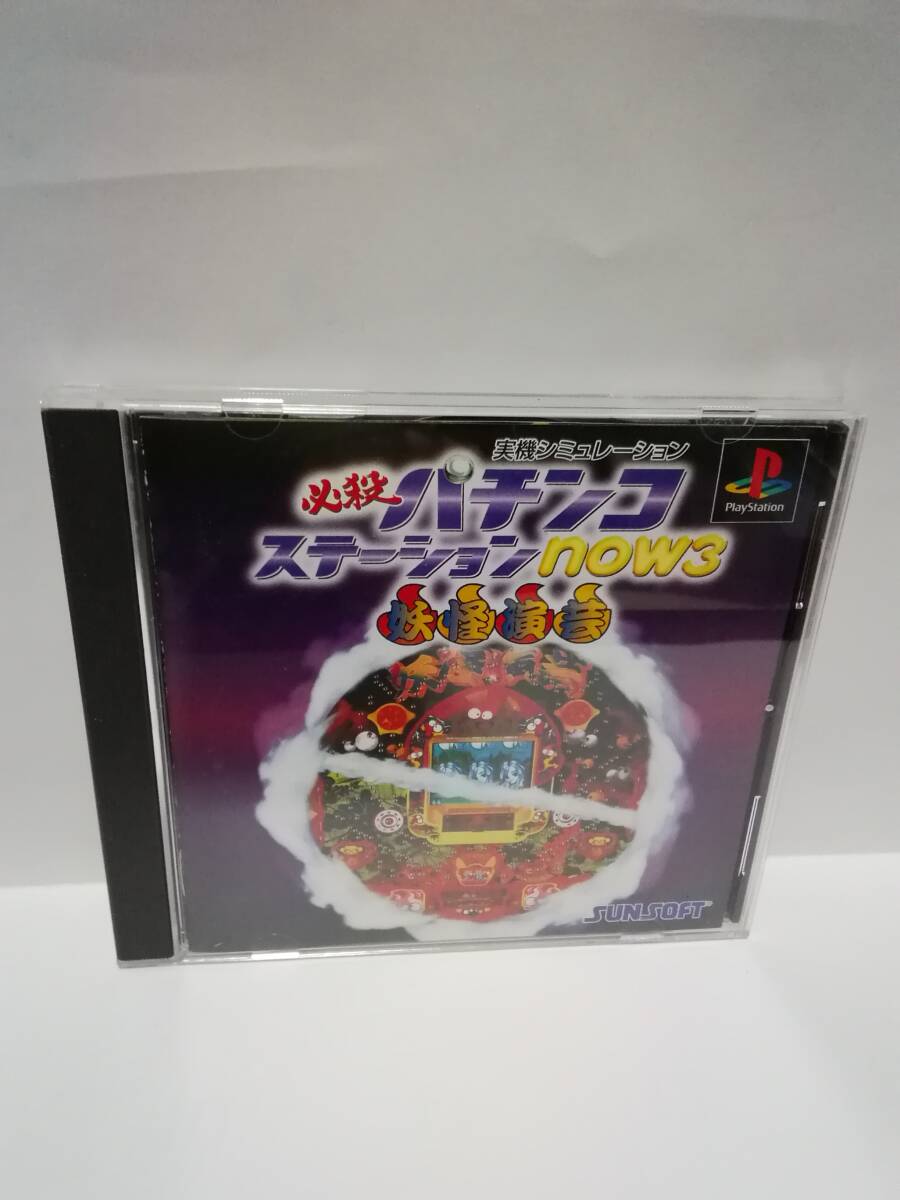 実機シミュレーション
必殺パチンコ
ステーションnow3
妖怪演芸
PlayStation
SUNSOFT